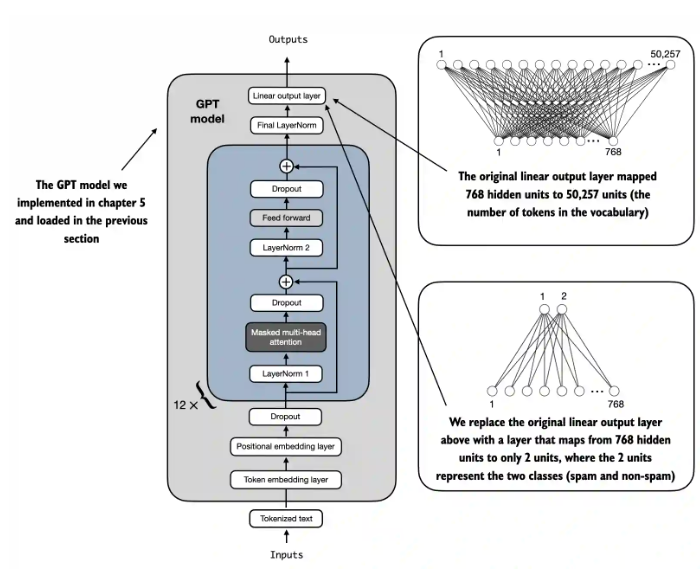 Outputs
GPT
model
Linear output layer
Final LayerNorm
Dropout
Feed forward
LayerNorm 2
Dropout
Masked multi-head
attention
LayerNorm 1
12 ×
Dropout
Positional embedding layer
Token embedding layer
Tokenized text
Inputs
The GPT model we
implemented in chapter 5
and loaded in the previous
section
1
50,257
...
...
1
768
The original linear output layer mapped
768 hidden units to 50,257 units (the
number of tokens in the vocabulary)
1 2
...
1
768
We replace the original linear output layer
above with a layer that maps from 768 hidden
units to only 2 units, where the 2 units
represent the two classes (spam and non-spam)